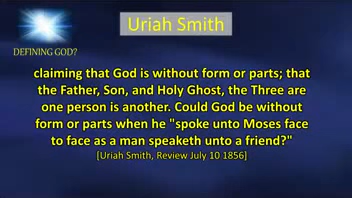 Uriah Smith
DEFINING GOD?
claiming that God is without form or parts; that
the Father, Son, and Holy Ghost, the Three are
one person is another. Could God be without
form or parts when he "spoke unto Moses face
to face as a man speaketh unto a friend?"
[Uriah Smith, Review July 10 1856]